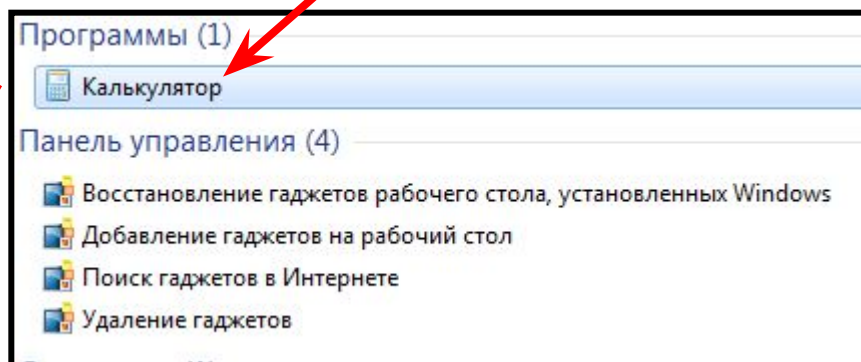 Программы (1)
Калькулятор
Панель управления (4)
Восстановление гаджетов рабочего стола, установленных Windows
Добавление гаджетов на рабочий стол
Поиск гаджетов в Интернете
Удаление гаджетов